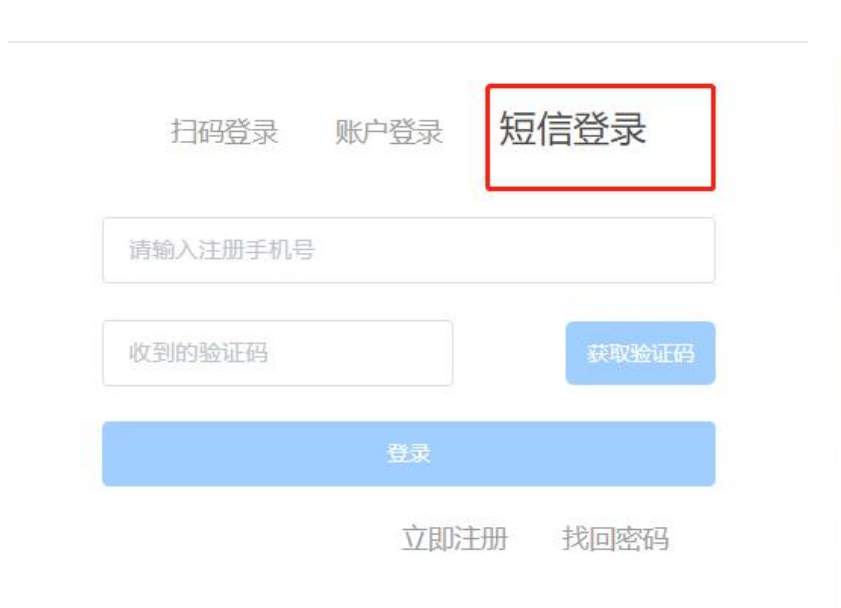 扫码登录 账户登录 短信登录
请输入注册手机号
收到的验证码 获取验证码
登录
立即注册 找回密码